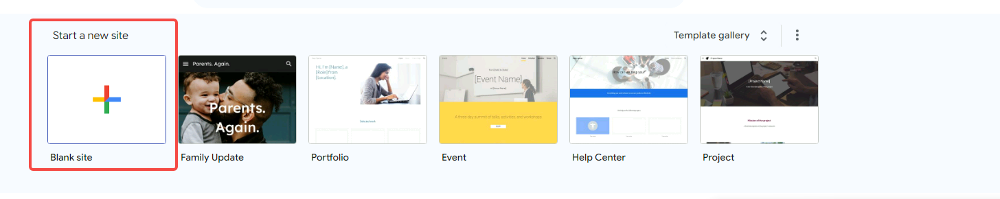 Start a new site
Template gallery
Parents. Again.
Parents.
Again.
Hi, I'm [Name], a
[Role] from
[Location].
Selected work
[Event Name]
A three-day summit of talks, activities, and workshops
How can we help you?
[Project Name]
Mission of the project
Blank site
Family Update
Portfolio
Event
Help Center
Project